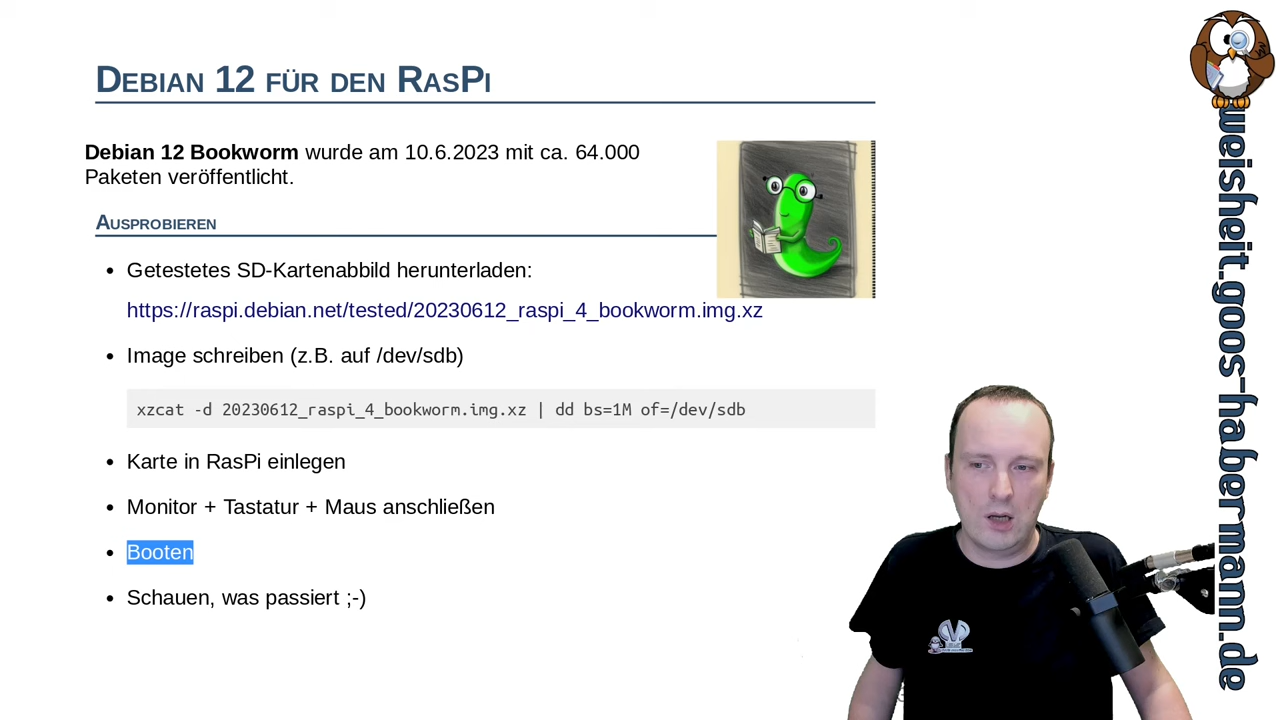 Debian 12 für den RasPi
Debian 12 Bookworm wurde am 10.6.2023 mit ca. 64.000
Paketen veröffentlicht.
Ausprobieren
• Getestetes SD-Kartenabbild herunterladen:
https://raspi.debian.net/tested/20230612_raspi_4_bookworm.img.xz
• Image schreiben (z.B. auf /dev/sdb)
xzcat -d 20230612_raspi_4_bookworm.img.xz | dd bs=1M of=/dev/sdb
• Karte in RasPi einlegen
• Monitor + Tastatur + Maus anschließen
• Booten
• Schauen, was passiert ;-)
weisheit.goos-habermann.de